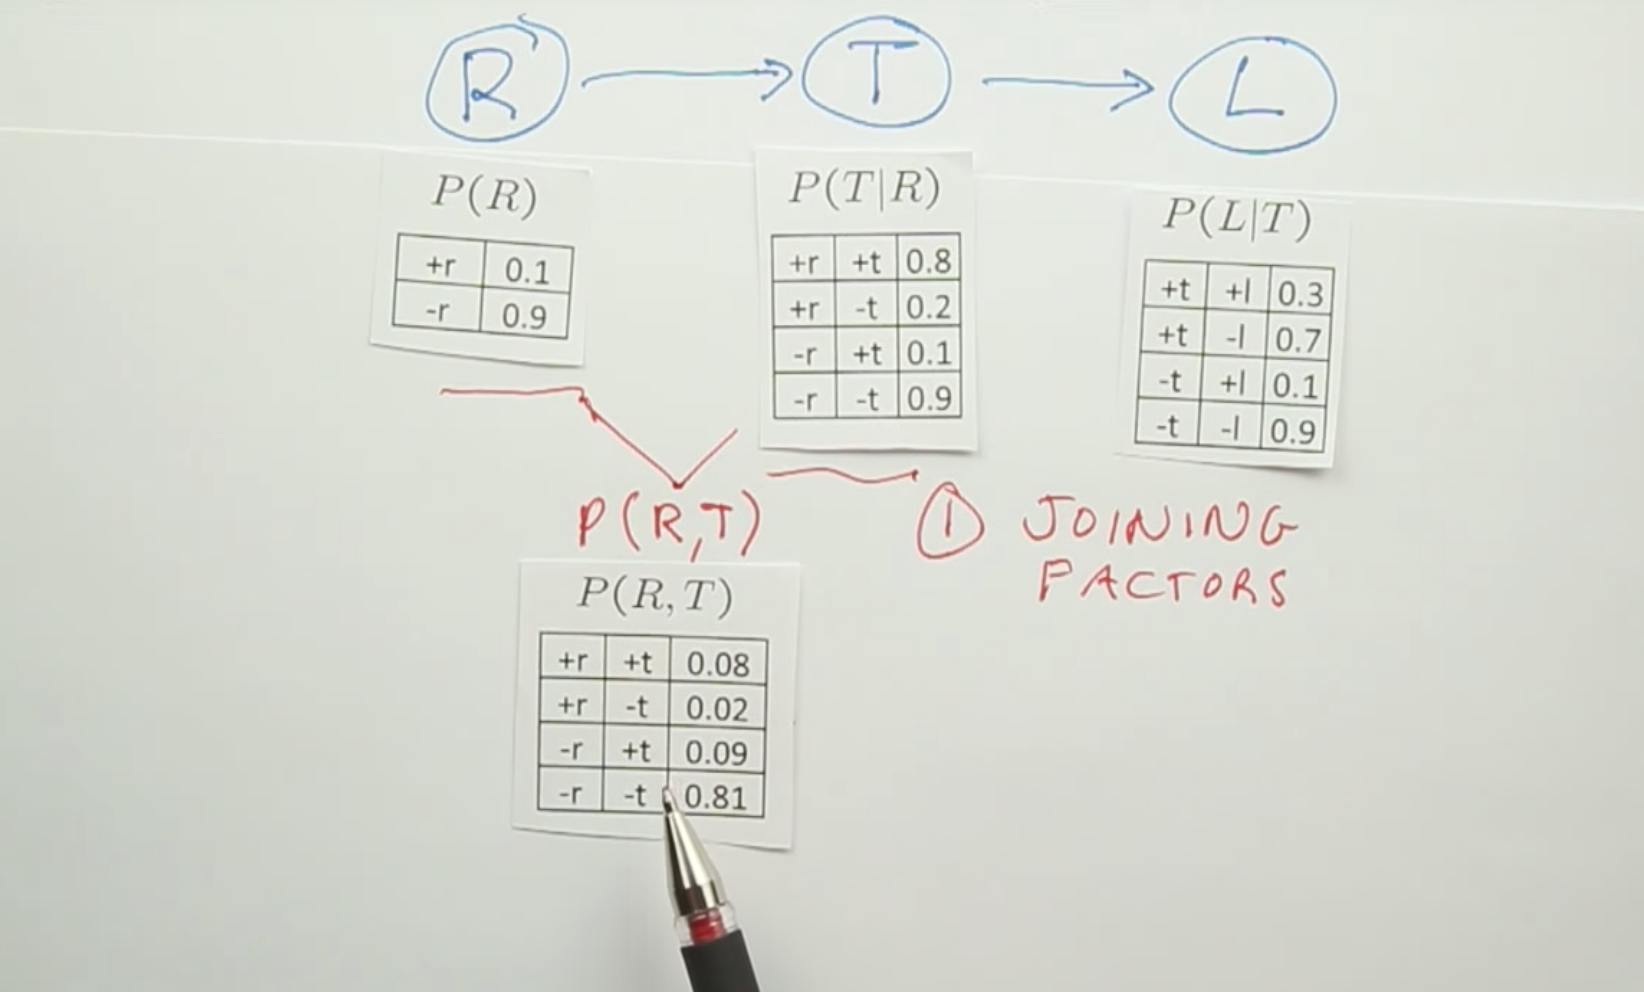 R T L
P(R)
+r 0.1
-r 0.9
P(T|R)
+r +t 0.8
+r -t 0.2
-r +t 0.1
-r -t 0.9
P(L|T)
+t +l 0.3
+t -l 0.7
-t +l 0.1
-t -l 0.9
P(R,T)
① JOINING
FACTORS
P(R,T)
+r +t 0.08
+r -t 0.02
-r +t 0.09
-r -t 0.81